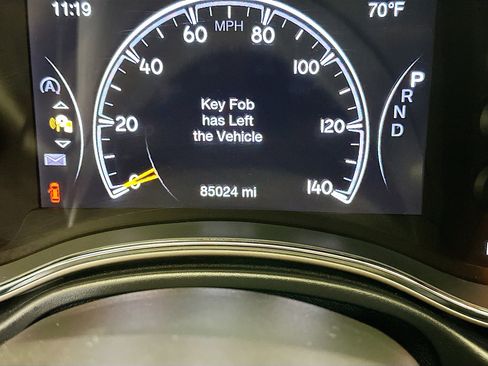 11:19
70°F
60
80
MPH
40
100
Key Fob
has Left
the Vehicle
20
120
0
140
85024 mi
P
R
N
D
A